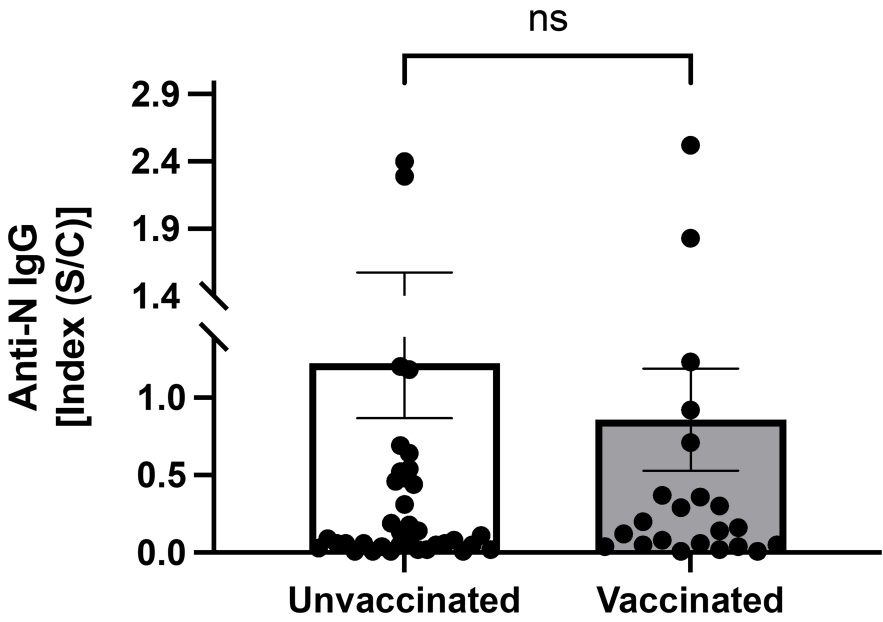 ns
2.9
2.4
1.9
1.4
1.0
0.5
0.0
Anti-N IgG
[Index (S/C)]
Unvaccinated
Vaccinated